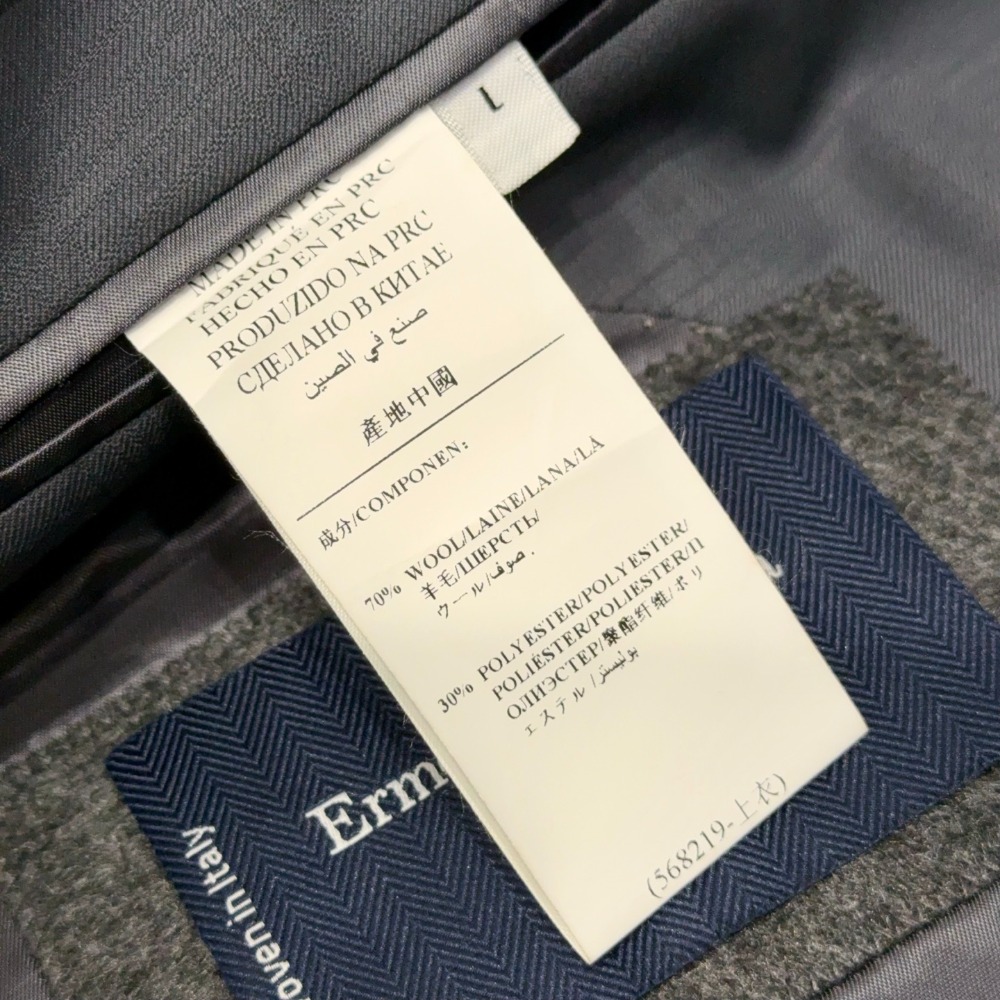 L
MADE IN PRC
FABRIQUÉ EN PRC
HECHO EN PRC
PRODUZIDO NA PRC
СДЕЛАНО В КИТАЕ
صنع في الصين
產地中國
成分/COMPONEN:
70% WOOL/LAINE/LANA/LÃ
羊毛/ШЕРСТЬ/
ウール/صوف.
30% POLYESTER/POLYESTER/
POLIÉSTER/POLIESTER/П
ОЛИЭСТЕР/聚酯纤维/ポリ
エステル /بوليستر
(568219-上衣)
Erm
oven in Italy